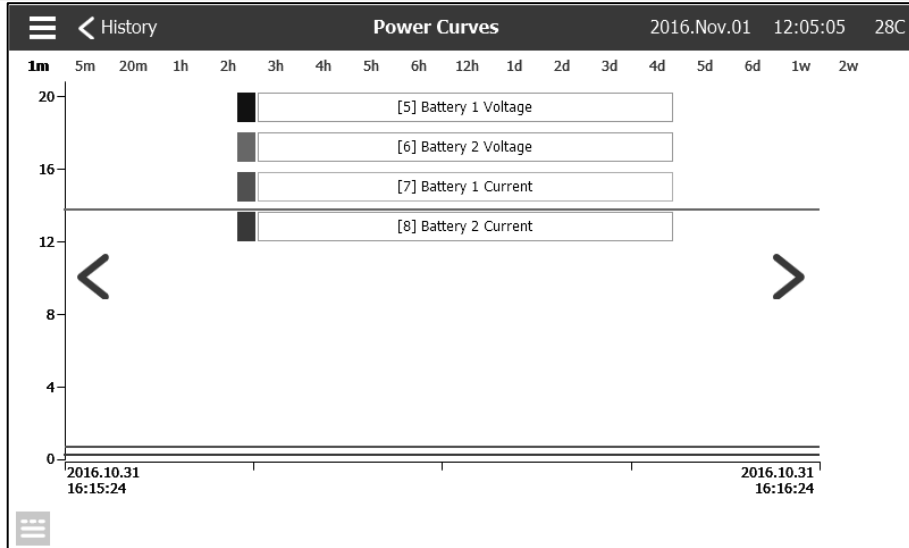 History Power Curves 2016.Nov.01 12:05:05 28C
1m 5m 20m 1h 2h 3h 4h 5h 6h 12h 1d 2d 3d 4d 5d 6d 1w 2w
20
[5] Battery 1 Voltage
[6] Battery 2 Voltage
16
[7] Battery 1 Current
[8] Battery 2 Current
12
8
4
0
2016.10.31 2016.10.31
16:15:24 16:16:24